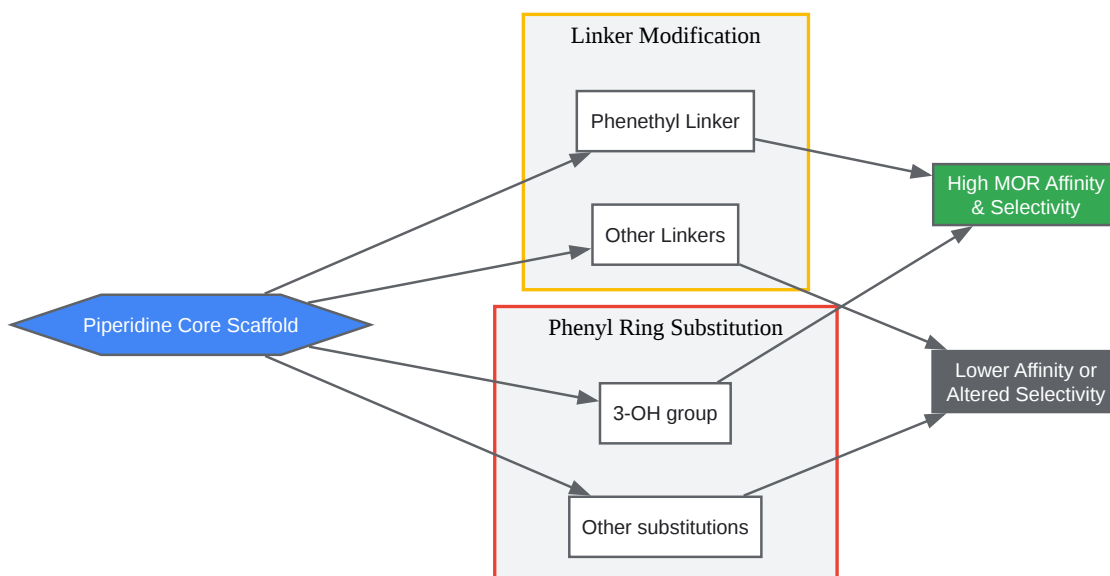 Linker Modification
Phenethyl Linker
Other Linkers
Piperidine Core Scaffold
Phenyl Ring Substitution
3-OH group
Other substitutions
High MOR Affinity
& Selectivity
Lower Affinity or
Altered Selectivity